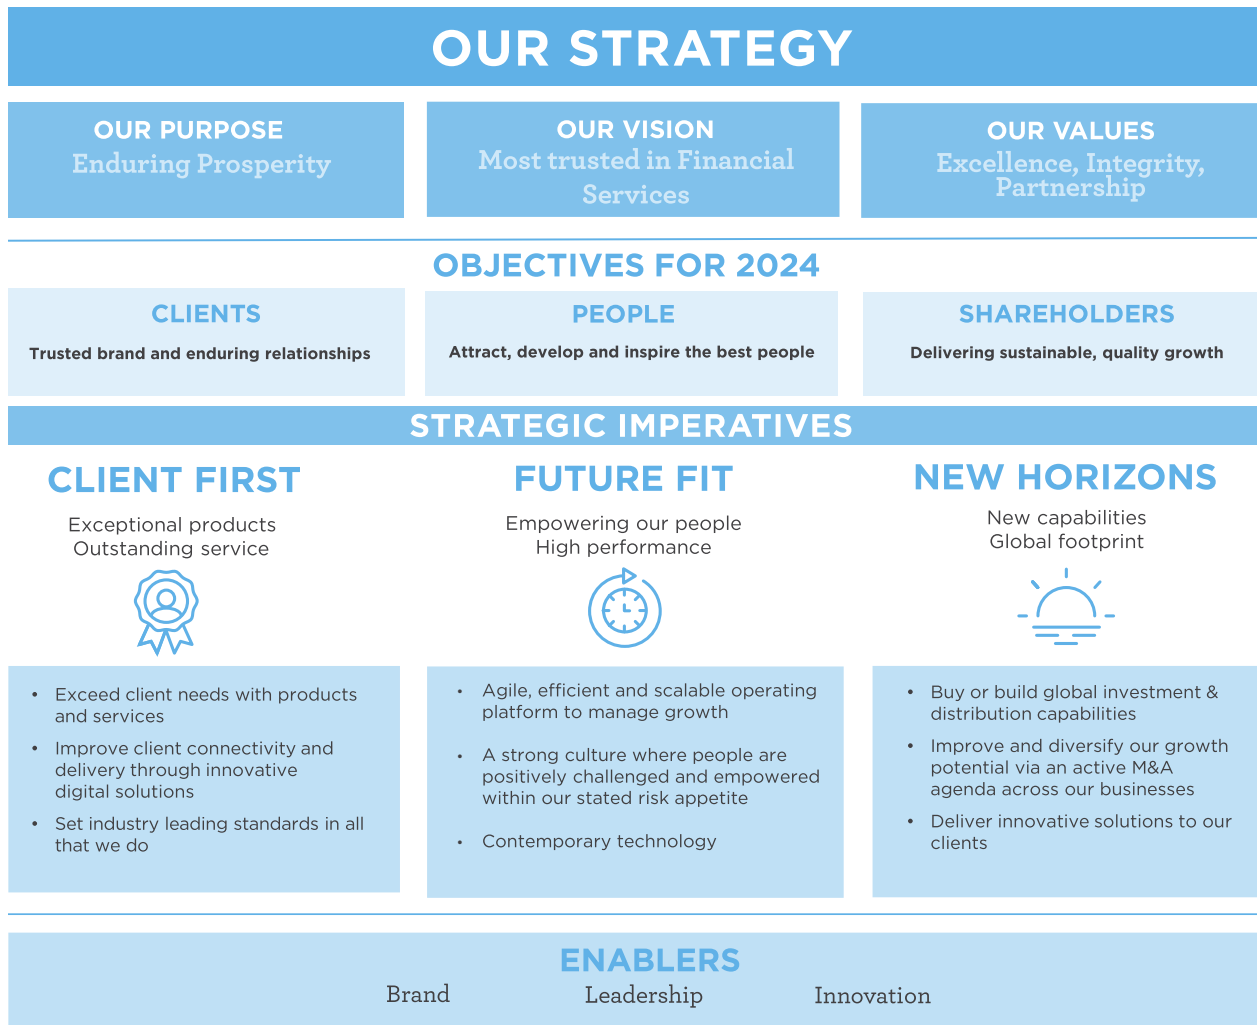 OUR STRATEGY
OUR PURPOSE
Enduring Prosperity
OUR VISION
Most trusted in Financial
Services
OUR VALUES
Excellence, Integrity,
Partnership
OBJECTIVES FOR 2024
CLIENTS
Trusted brand and enduring relationships
PEOPLE
Attract, develop and inspire the best people
SHAREHOLDERS
Delivering sustainable, quality growth
STRATEGIC IMPERATIVES
CLIENT FIRST
Exceptional products
Outstanding service
• Exceed client needs with products
and services
• Improve client connectivity and
delivery through innovative
digital solutions
• Set industry leading standards in all
that we do
FUTURE FIT
Empowering our people
High performance
• Agile, efficient and scalable operating
platform to manage growth
• A strong culture where people are
positively challenged and empowered
within our stated risk appetite
• Contemporary technology
NEW HORIZONS
New capabilities
Global footprint
• Buy or build global investment &
distribution capabilities
• Improve and diversify our growth
potential via an active M&A
agenda across our businesses
• Deliver innovative solutions to our
clients
ENABLERS
Brand Leadership Innovation